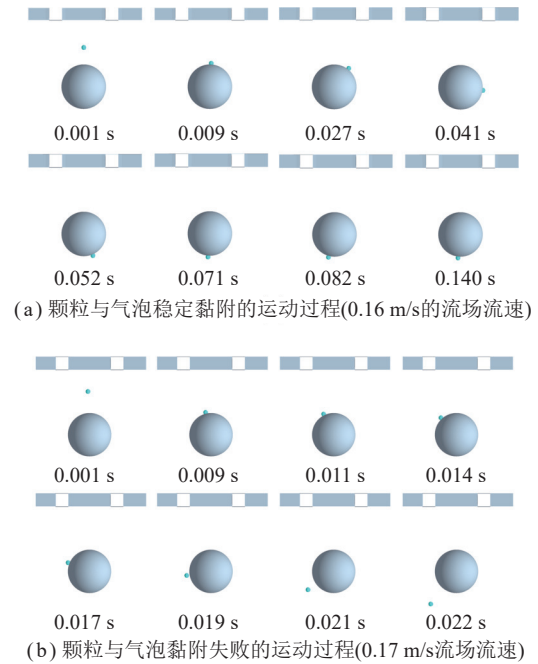 0.001 s 0.009 s 0.027 s 0.041 s
0.052 s 0.071 s 0.082 s 0.140 s
(a) 颗粒与气泡稳定黏附的运动过程(0.16 m/s的流场流速)
0.001 s 0.009 s 0.011 s 0.014 s
0.017 s 0.019 s 0.021 s 0.022 s
(b) 颗粒与气泡黏附失败的运动过程(0.17 m/s流场流速)